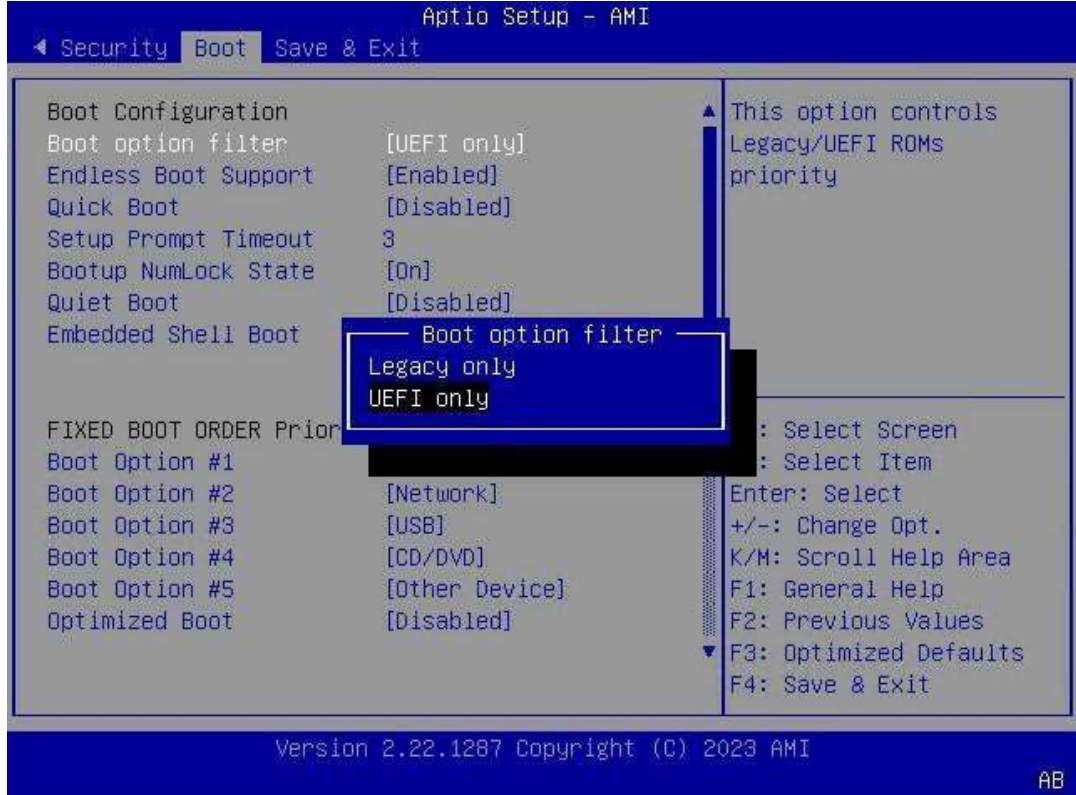 Aptio Setup – AMI
Security Boot Save & Exit
Boot Configuration
Boot option filter [UEFI only]
Endless Boot Support [Enabled]
Quick Boot [Disabled]
Setup Prompt Timeout 3
Bootup NumLock State [On]
Quiet Boot [Disabled]
Embedded Shell Boot
Boot option filter
Legacy only
UEFI only
FIXED BOOT ORDER Prior
Boot Option #1
Boot Option #2 [Network]
Boot Option #3 [USB]
Boot Option #4 [CD/DVD]
Boot Option #5 [Other Device]
Optimized Boot [Disabled]
This option controls
Legacy/UEFI ROMs
priority
: Select Screen
: Select Item
Enter: Select
+/-: Change Opt.
K/M: Scroll Help Area
F1: General Help
F2: Previous Values
F3: Optimized Defaults
F4: Save & Exit
Version 2.22.1287 Copyright (C) 2023 AMI
AB